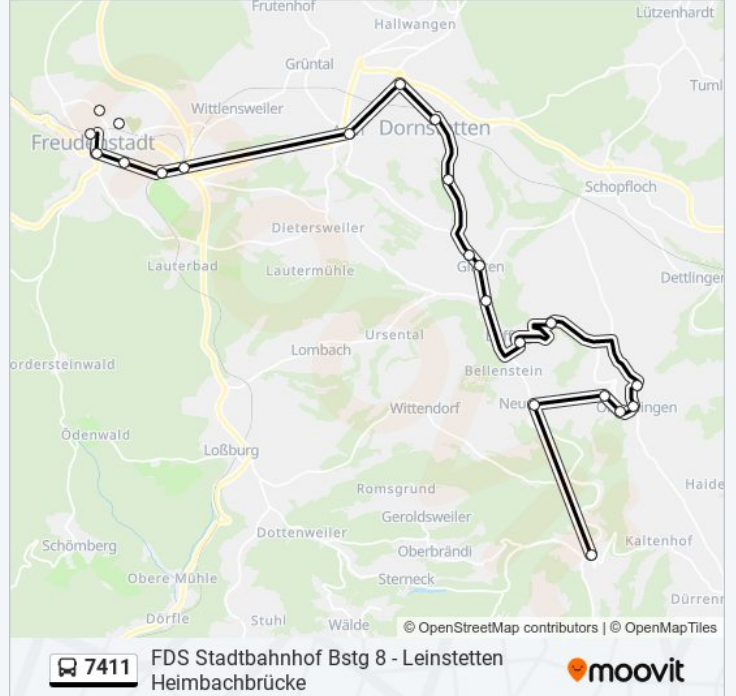 Frutenhof
Lützenhardt
Hallwangen
Grüntal
Wittlensweiler
Dornstetten
Schopfloch
Dietersweiler
Lauterbad
Lautermühle
Dettlingen
Ursental
Lombach
Bellenstein
ordersteinwald
Wittendorf
Ödenwald
Loßburg
Romsgrund
Haide
Geroldsweiler
Dottenweiler
Kaltenhof
Schömberg
Oberbrändi
Obere Mühle
Sterneck
Dürrenm
Dörfle
Stuhl
Wälde
© OpenStreetMap contributors | © OpenMapTiles
7411
FDS Stadtbahnhof Bstg 8 - Leinstetten
Heimbachbrücke
moovit